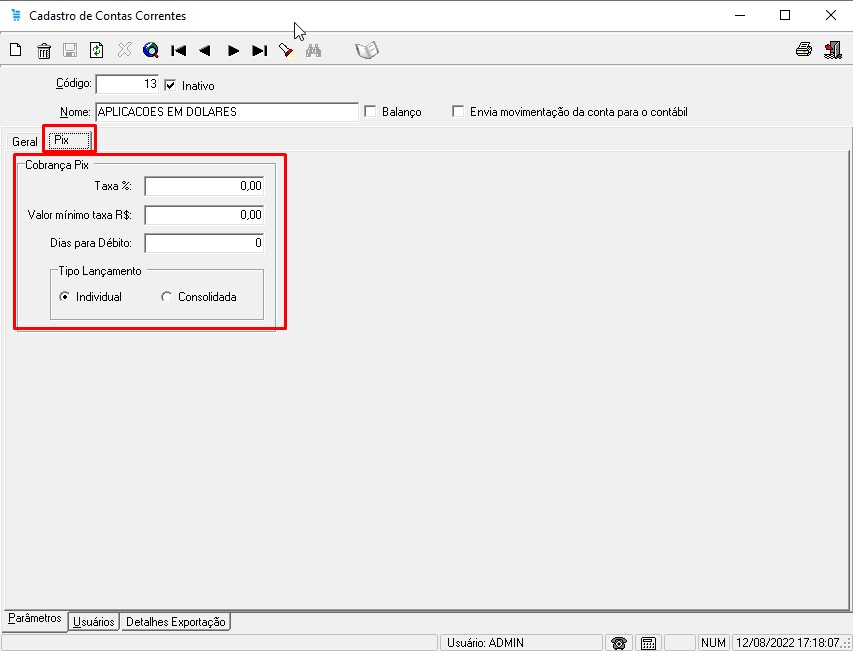 Cadastro de Contas Correntes
Código: 13 Inativo
Nome: APLICACOES EM DOLARES Balanço Envia movimentação da conta para o contábil
Geral Pix
Cobrança Pix
Taxa %: 0,00
Valor mínimo taxa R$: 0,00
Dias para Débito: 0
Tipo Lançamento
Individual Consolidada
Parâmetros Usuários Detalhes Exportação
Usuário: ADMIN NUM 12/08/2022 17:18:07